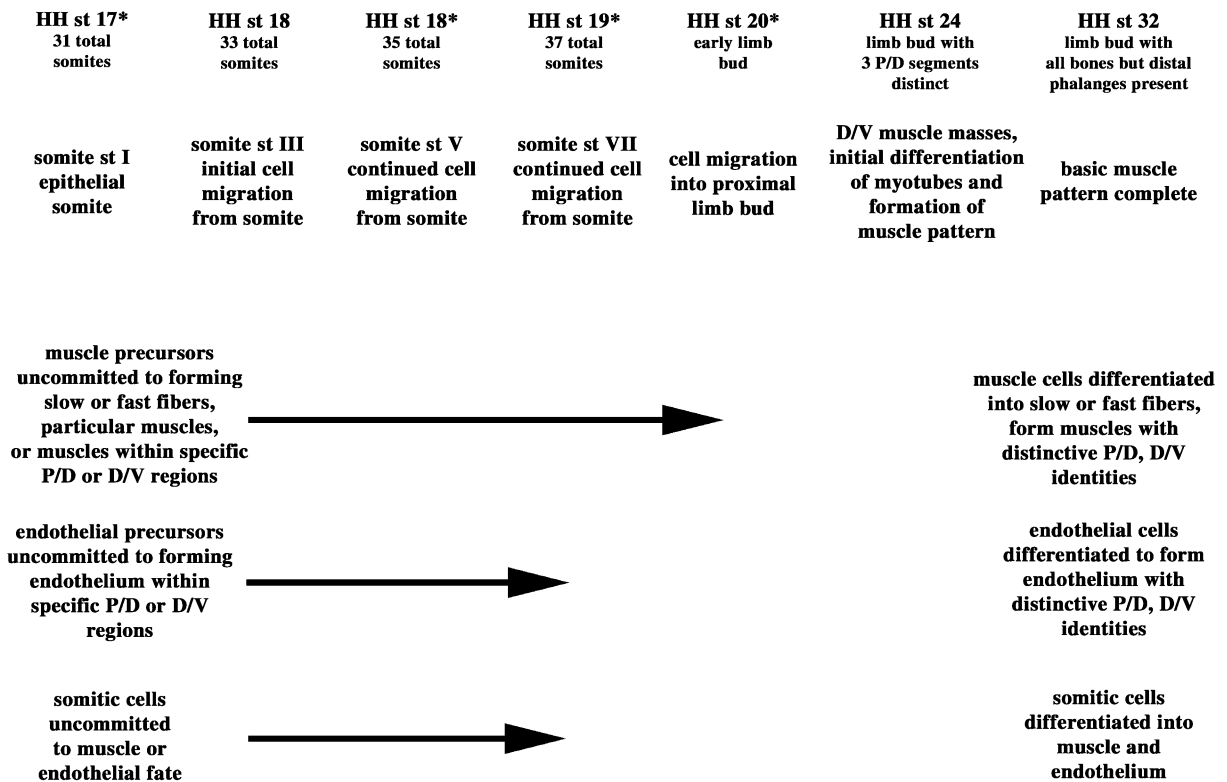 HH st 17*
31 total
somites
HH st 18
33 total
somites
HH st 18*
35 total
somites
HH st 19*
37 total
somites
HH st 20*
early limb
bud
HH st 24
limb bud with
3 P/D segments
distinct
HH st 32
limb bud with
all bones but distal
phalanges present
somite st I
epithelial
somite
somite st III
initial cell
migration
from somite
somite st V
continued cell
migration
from somite
somite st VII
continued cell
migration
from somite
cell migration
into proximal
limb bud
D/V muscle masses,
initial differentiation
of myotubes and
formation of
muscle pattern
basic muscle
pattern complete
muscle precursors
uncommitted to forming
slow or fast fibers,
particular muscles,
or muscles within specific
P/D or D/V regions
muscle cells differentiated
into slow or fast fibers,
form muscles with
distinctive P/D, D/V
identities
endothelial precursors
uncommitted to forming
endothelium within
specific P/D or D/V
regions
endothelial cells
differentiated to form
endothelium with
distinctive P/D, D/V
identities
somitic cells
uncommitted
to muscle or
endothelial fate
somitic cells
differentiated into
muscle and
endothelium